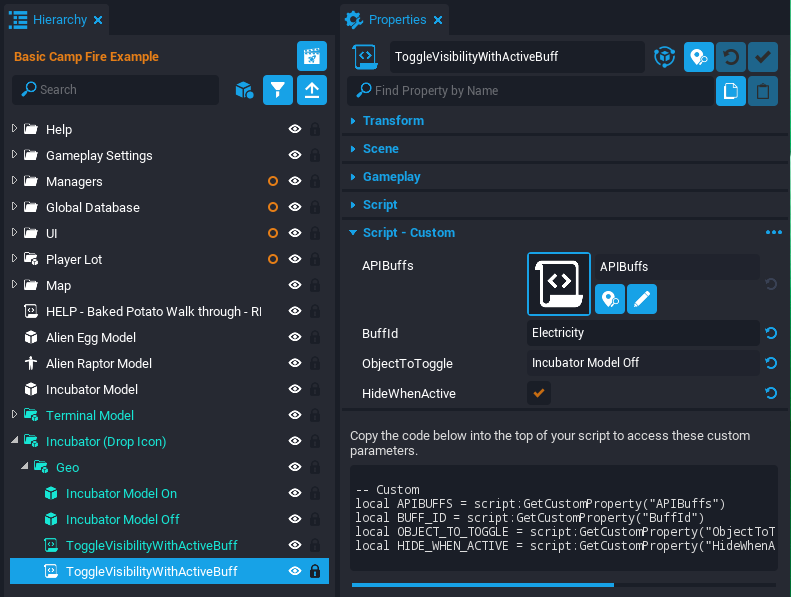 Hierarchy
Basic Camp Fire Example
Search
Help
Gameplay Settings
Managers
Global Database
UI
Player Lot
Map
HELP - Baked Potato Walk through - RI
Alien Egg Model
Alien Raptor Model
Incubator Model
Terminal Model
Incubator (Drop Icon)
Geo
Incubator Model On
Incubator Model Off
ToggleVisibilityWithActiveBuff
ToggleVisibilityWithActiveBuff
Properties
ToggleVisibilityWithActiveBuff
Find Property by Name
Transform
Scene
Gameplay
Script
Script - Custom
APIBuffs
APIBuffs
BuffId
Electricity
ObjectToToggle
Incubator Model Off
HideWhenActive
Copy the code below into the top of your script to access these custom
parameters.
-- Custom
local APIBUFFS = script:GetCustomProperty("APIBuffs")
local BUFF_ID = script:GetCustomProperty("BuffId")
local OBJECT_TO_TOGGLE = script:GetCustomProperty("ObjectToT
local HIDE_WHEN_ACTIVE = script:GetCustomProperty("HideWhenA